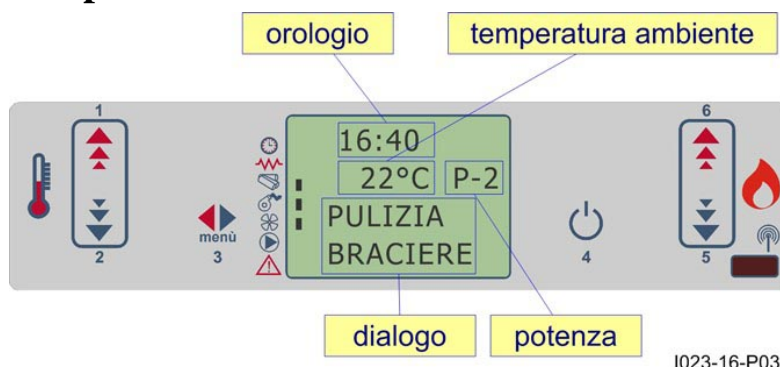 orologio
temperatura ambiente
1
6
16:40
22°C P-2
PULIZIA
BRACIERE
menù
2
3
4
5
dialogo
potenza
I023-16-P03